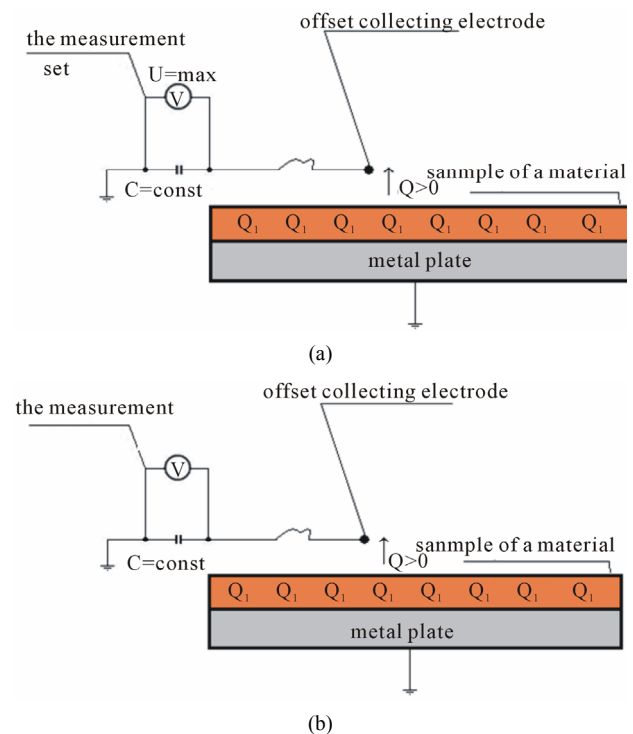 offset collecting electrode
the measurement
set
U=max
V
sanmple of a material
Q>0
C=const
Q₁ Q₁ Q₁ Q₁ Q₁ Q₁ Q₁ Q₁
metal plate
(a)
offset collecting electrode
the measurement
V
sanmple of a material
Q>0
C=const
Q₁ Q₁ Q₁ Q₁ Q₁ Q₁ Q₁ Q₁
metal plate
(b)